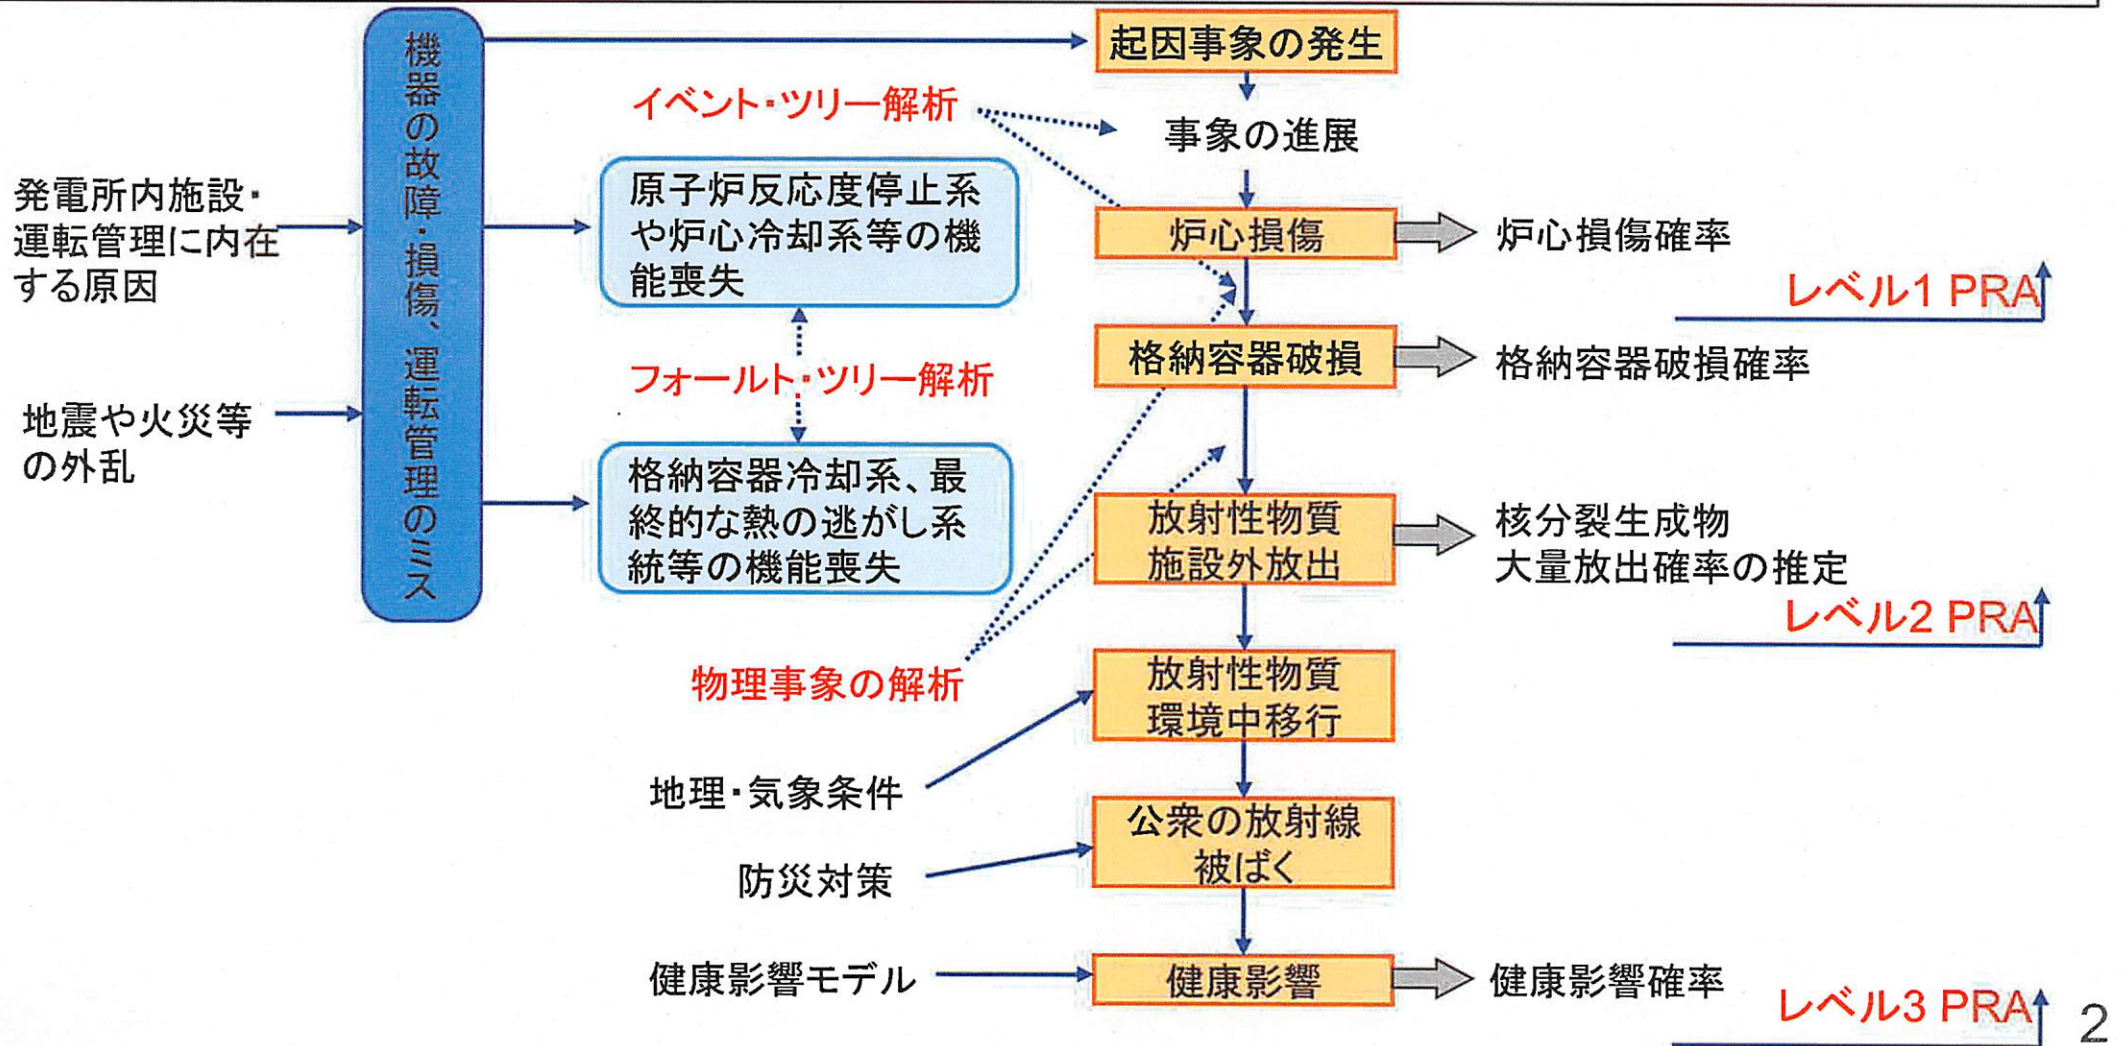 機器の故障・損傷、運転管理のミス
起因事象の発生
イベント・ツリー解析
事象の進展
発電所内施設・
運転管理に内在
する原因
原子炉反応度停止系
や炉心冷却系等の機
能喪失
炉心損傷
炉心損傷確率
レベル1 PRA
格納容器破損
格納容器破損確率
フォールト・ツリー解析
地震や火災等
の外乱
格納容器冷却系、最
終的な熱の逃がし系
統等の機能喪失
放射性物質
施設外放出
核分裂生成物
大量放出確率の推定
レベル2 PRA
物理事象の解析
放射性物質
環境中移行
地理・気象条件
公衆の放射線
被ばく
防災対策
健康影響モデル
健康影響
健康影響確率
レベル3 PRA
2